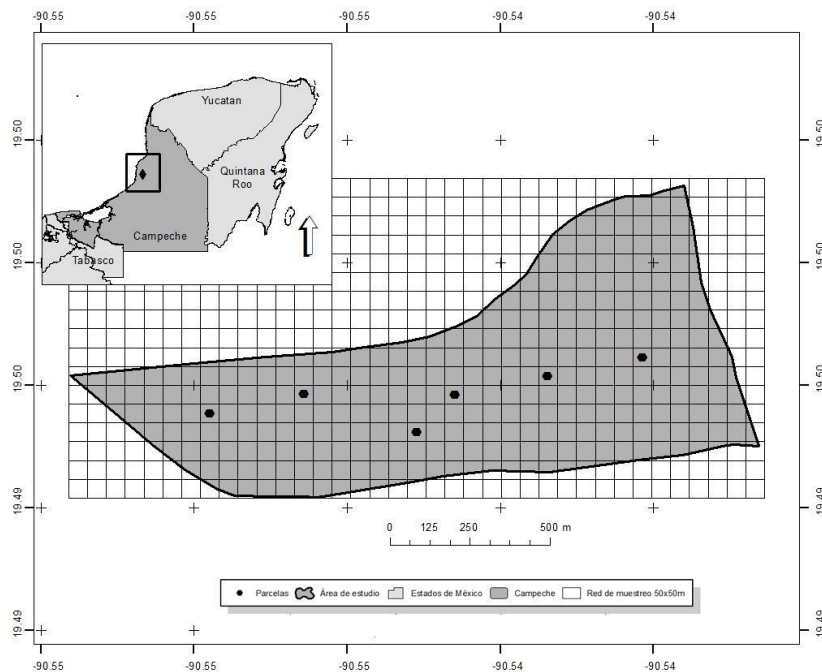 -90.55 -90.55 -90.55 -90.54 -90.54
19.50 19.50
19.50 19.50
19.50 19.50
19.49 19.49
19.49 19.49
Yucatan
Quintana
Roo
Campeche
Tabasco
0 125 250 500 m
Parcelas Área de estudio Estados de México Campeche Red de muestreo 50x50m
-90.55 -90.55 -90.55 -90.54 -90.54